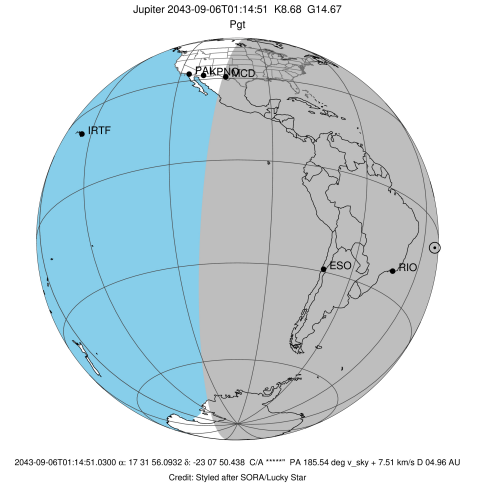 Jupiter 2043-09-06T01:14:51 K8.68 G14.67
Pgt
PAL
KPNO
MCD
IRTF
ESO
RIO
2043-09-06T01:14:51.0300 α: 17 31 56.0932 δ: -23 07 50.438 C/A *****" PA 185.54 deg v_sky + 7.51 km/s D 04.96 AU
Credit: Styled after SORA/Lucky Star